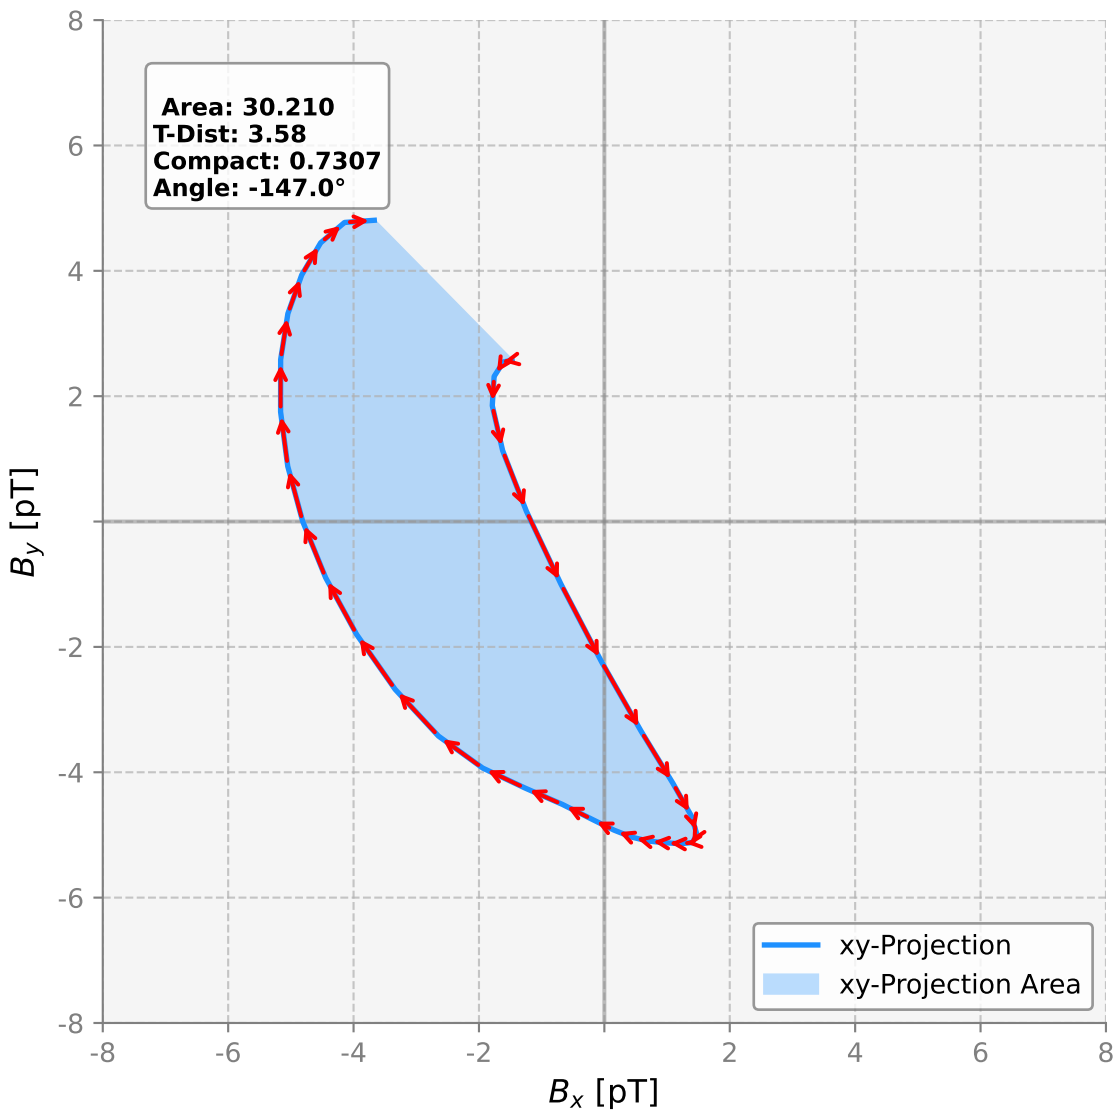 8
6
4
2
-2
-4
-6
-8
-8 -6 -4 -2 2 4 6 8
B_y [pT]
B_x [pT]
Area: 30.210
T-Dist: 3.58
Compact: 0.7307
Angle: -147.0°
xy-Projection
xy-Projection Area